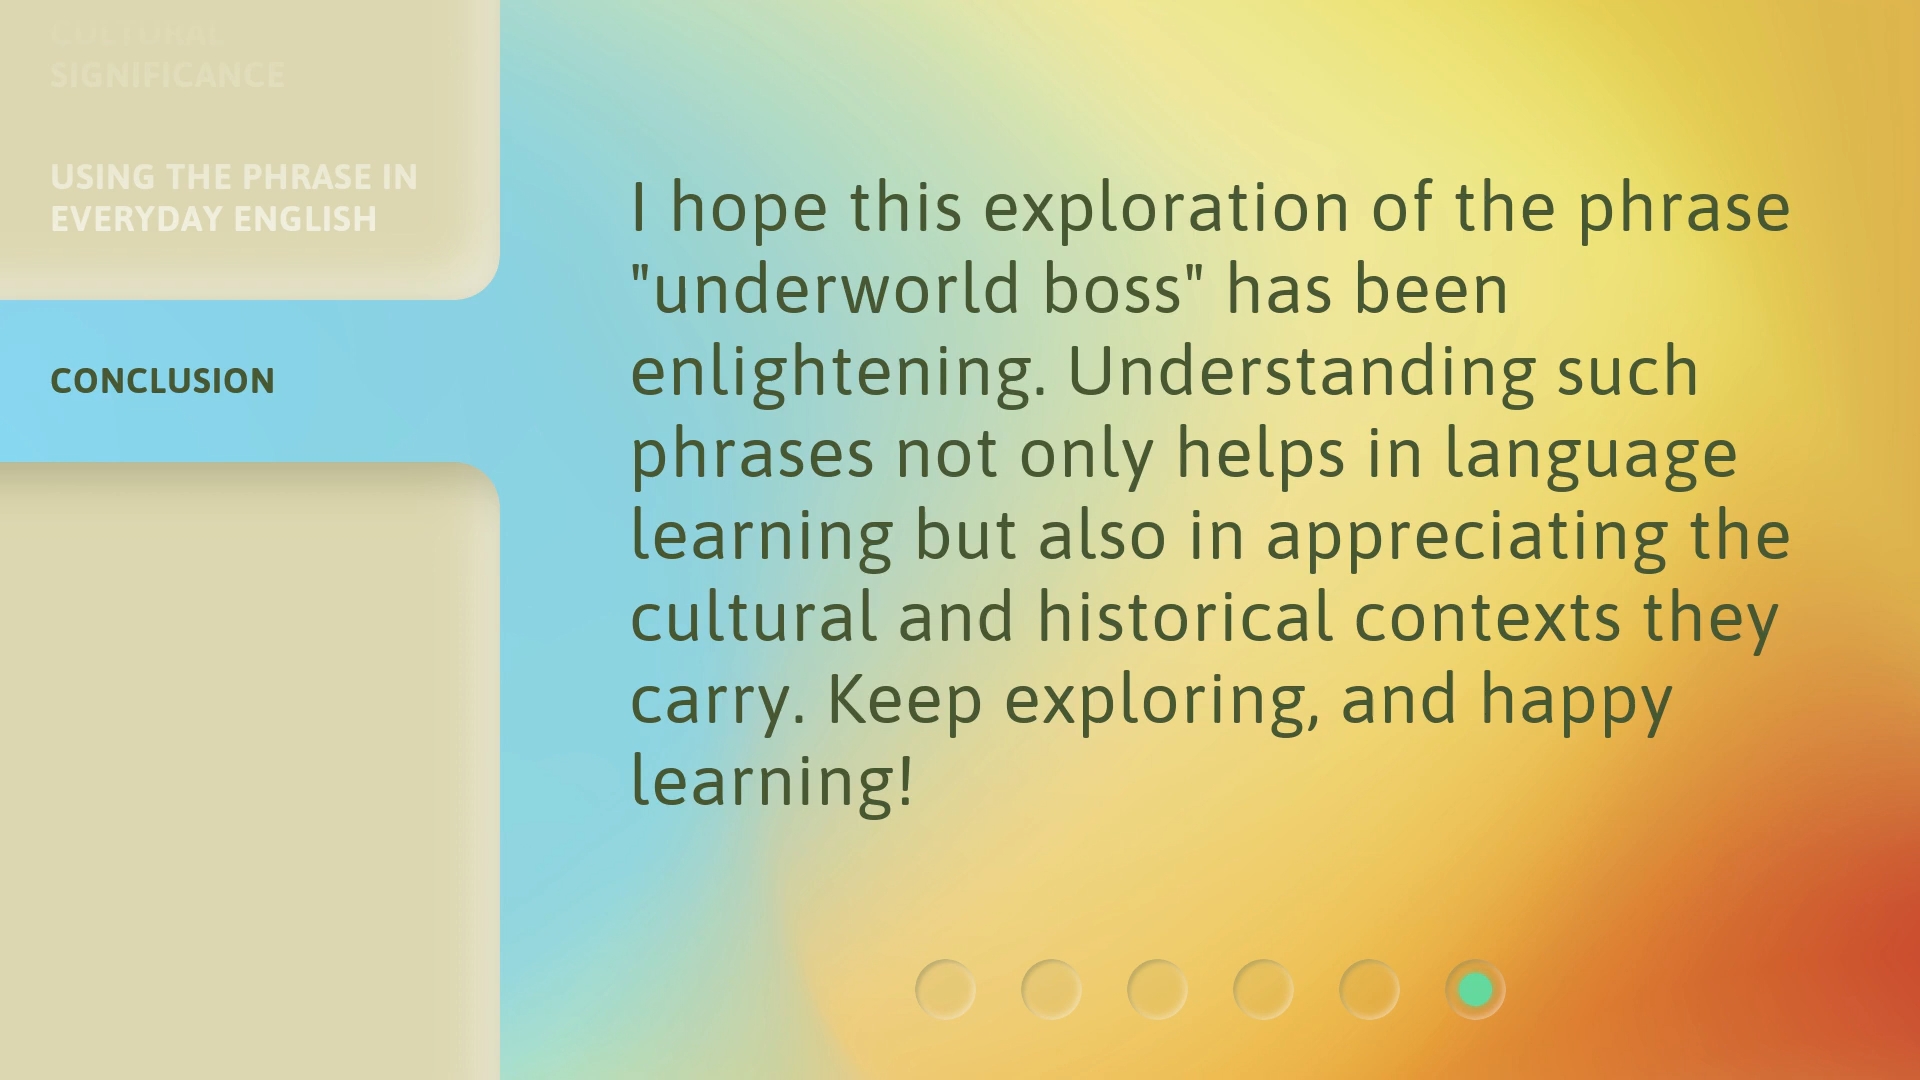 CULTURAL
SIGNIFICANCE
USING THE PHRASE IN
EVERYDAY ENGLISH
CONCLUSION
I hope this exploration of the phrase
"underworld boss" has been
enlightening. Understanding such
phrases not only helps in language
learning but also in appreciating the
cultural and historical contexts they
carry. Keep exploring, and happy
learning!